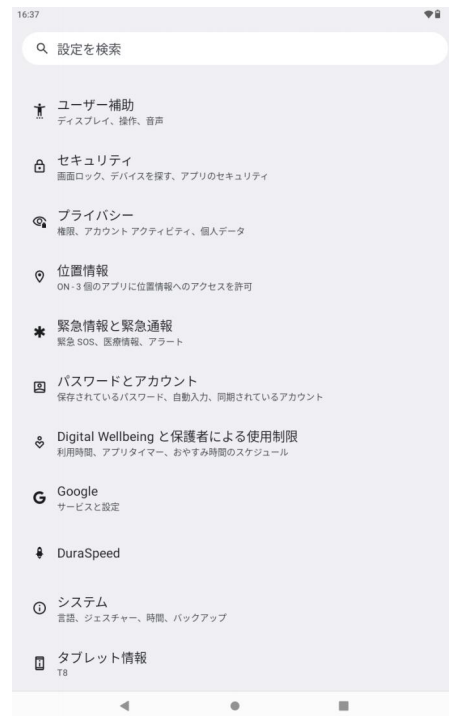 16:37
設定を検索
ユーザー補助
ディスプレイ、操作、音声
セキュリティ
画面ロック、デバイスを探す、アプリのセキュリティ
プライバシー
権限、アカウント アクティビティ、個人データ
位置情報
ON - 3 個のアプリに位置情報へのアクセスを許可
緊急情報と緊急通報
緊急 SOS、医療情報、アラート
パスワードとアカウント
保存されているパスワード、自動入力、同期されているアカウント
Digital Wellbeing と保護者による使用制限
利用時間、アプリタイマー、おやすみ時間のスケジュール
Google
サービスと設定
DuraSpeed
システム
言語、ジェスチャー、時間、バックアップ
タブレット情報
T8